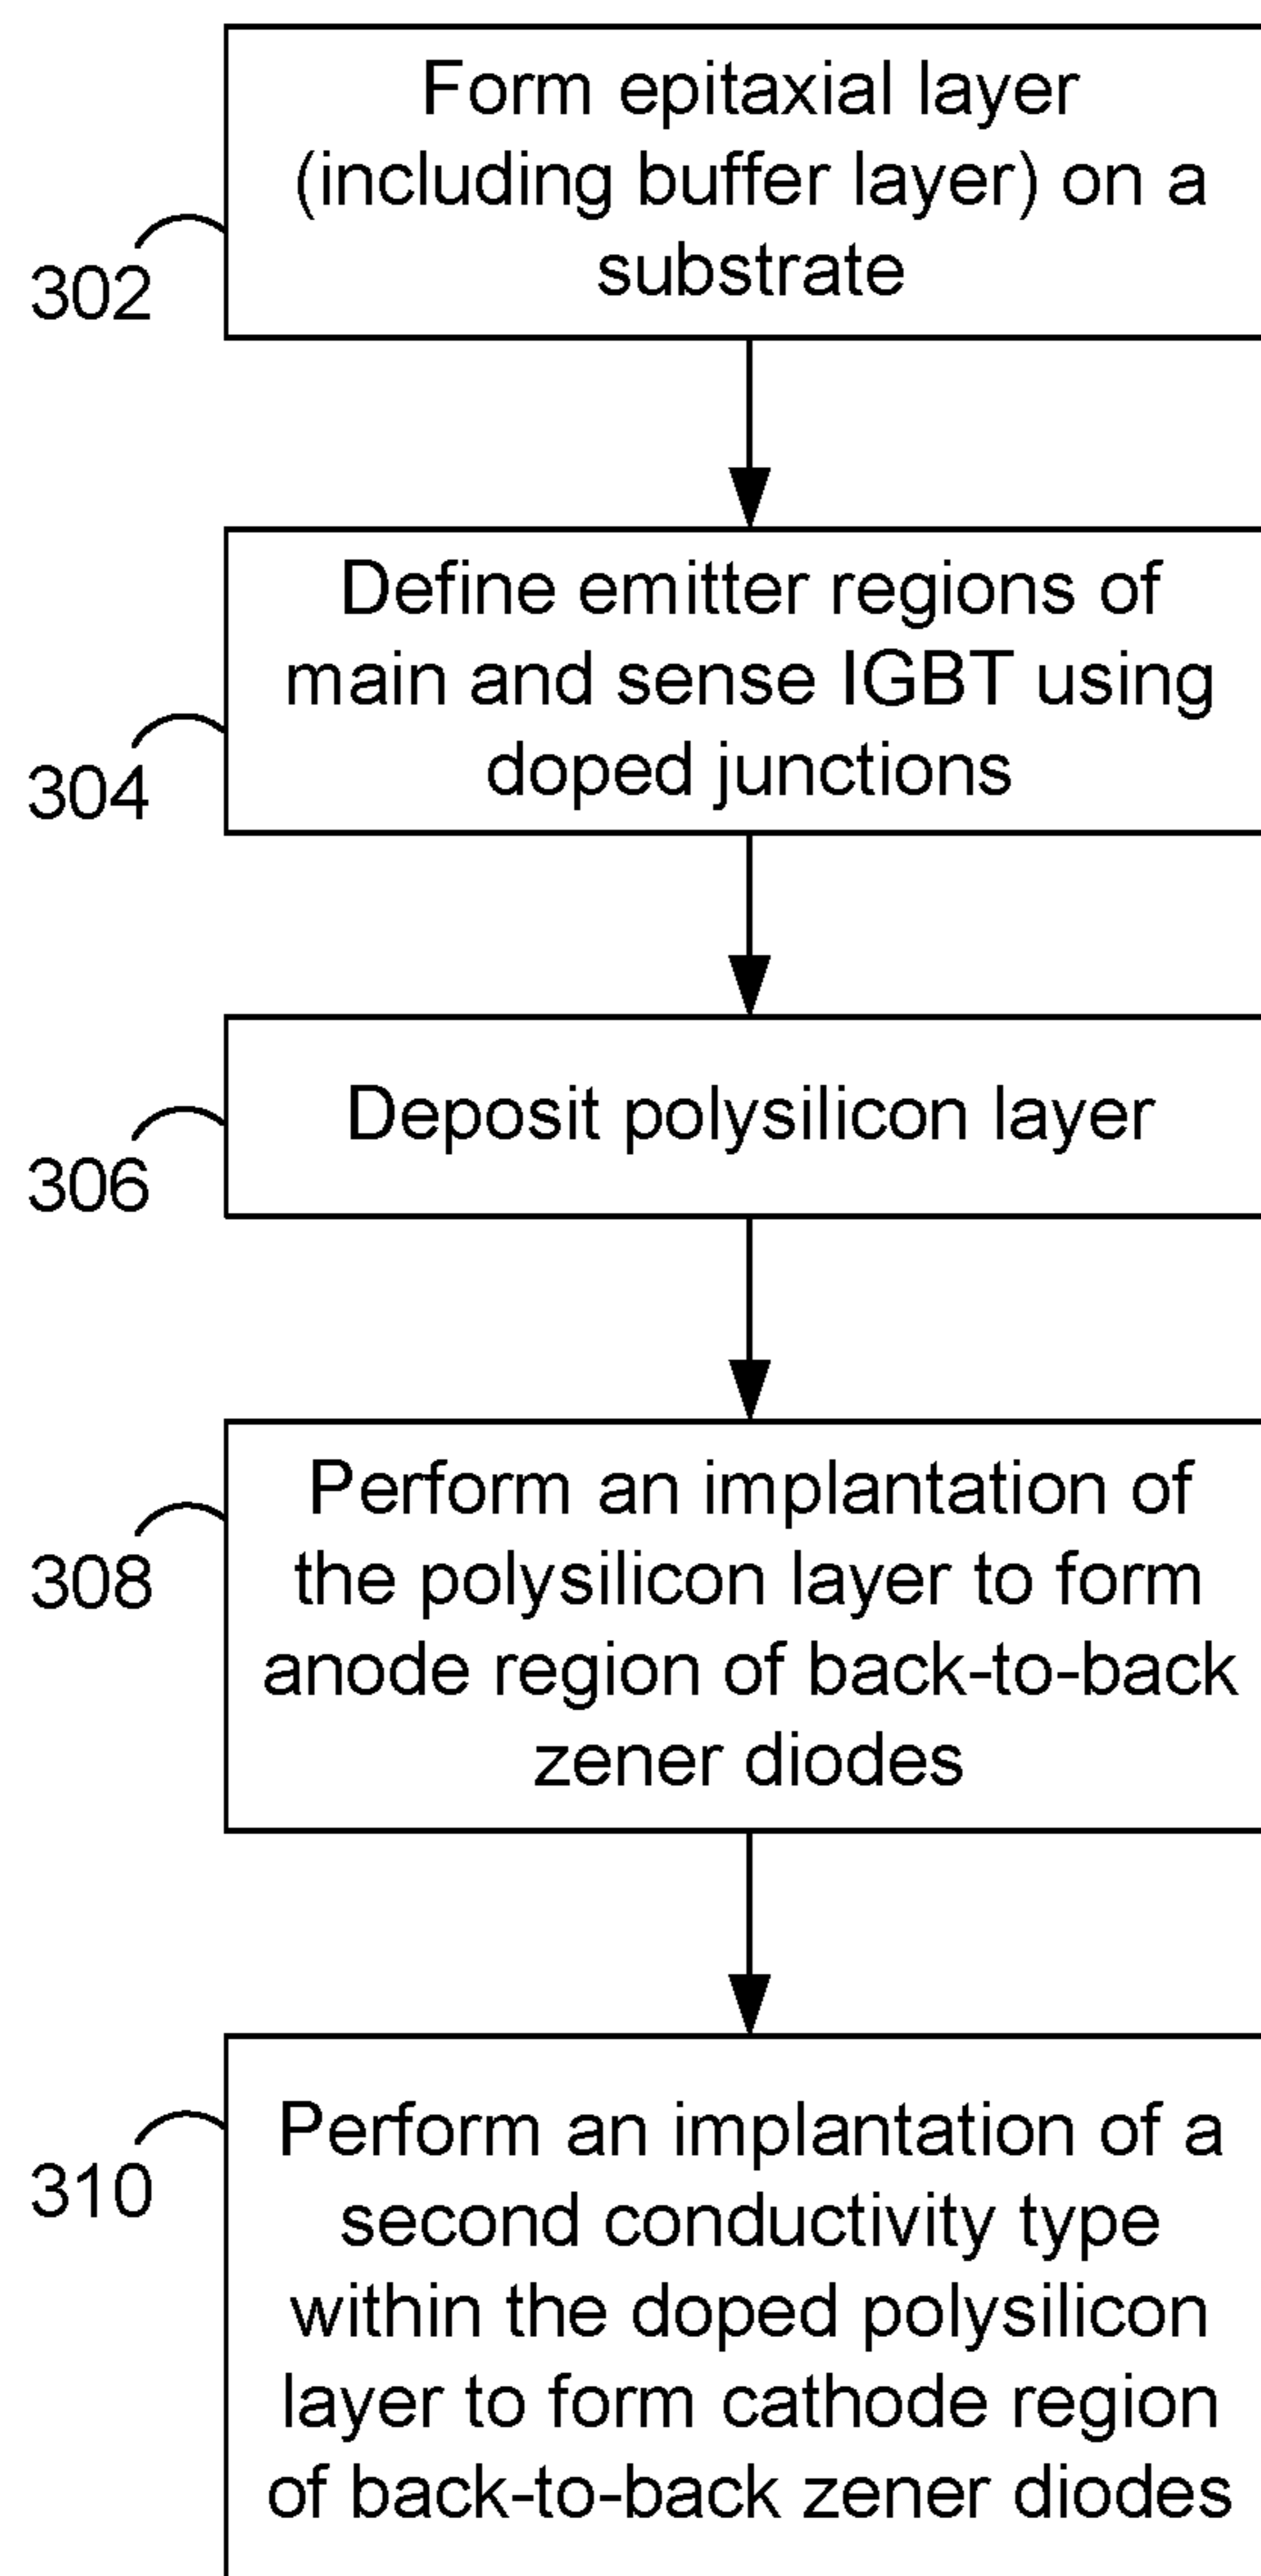 Form epitaxial layer
(including buffer layer) on a
substrate
302
Define emitter regions of
main and sense IGBT using
doped junctions
304
Deposit polysilicon layer
306
Perform an implantation of
the polysilicon layer to form
anode region of back-to-back
zener diodes
308
Perform an implantation of a
second conductivity type
within the doped polysilicon
layer to form cathode region
of back-to-back zener diodes
310